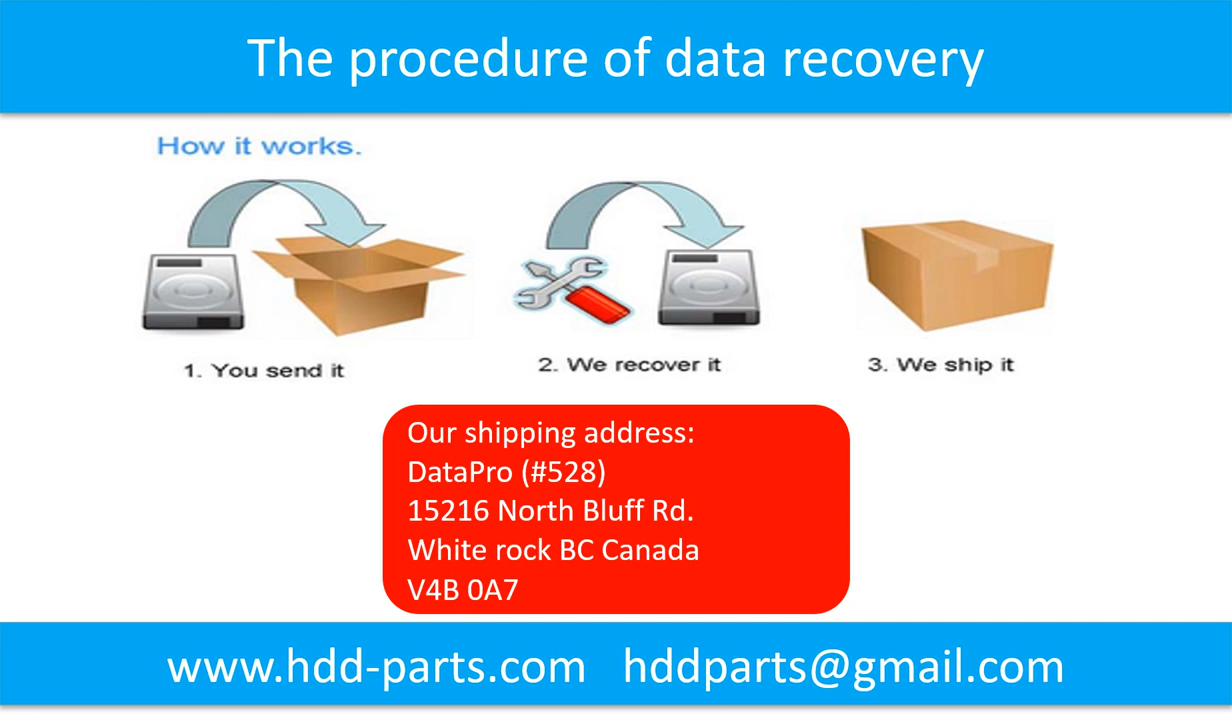 The procedure of data recovery
How it works.
1. You send it
2. We recover it
3. We ship it
Our shipping address:
DataPro (#528)
15216 North Bluff Rd.
White rock BC Canada
V4B 0A7
www.hdd-parts.com hddparts@gmail.com